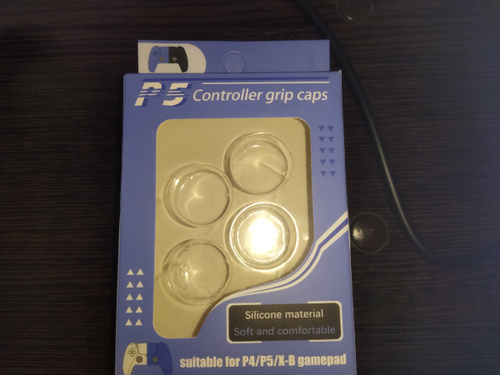 P5 Controller grip caps
Silicone material
Soft and comfortable
suitable for P4/P5/X-B gamepad